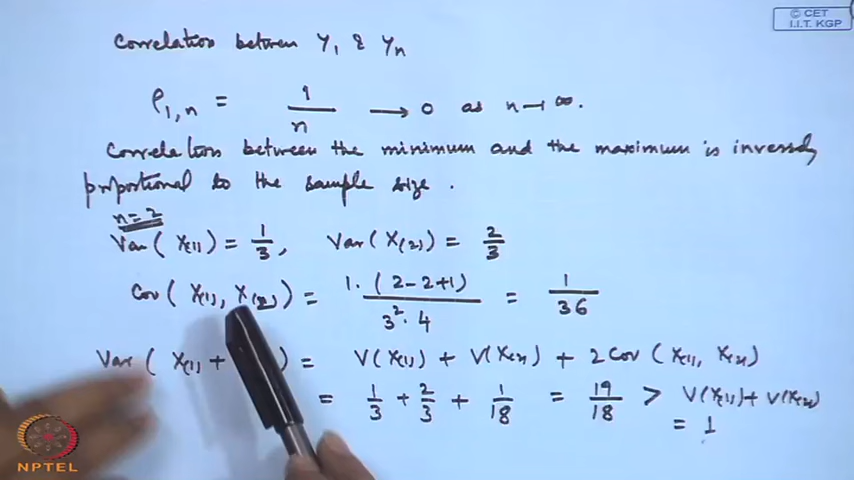 © CET
I.I.T. KGP
Correlation between Y₁ & Yₙ
ρ₁,ₙ = 1/n → 0 as n → ∞.
Correlation between the minimum and the maximum is inversely
proportional to the sample size.
n=2
Var(X₍₁₎) = 1/3, Var(X₍₂₎) = 2/3
Cov(X₍₁₎, X₍₂₎) = 1.(2-2+1)/3².4 = 1/36
Var(X₍₁₎ + ) = V(X₍₁₎) + V(X₍₂₎) + 2 Cov(X₍₁₎, X₍₂₎)
= 1/3 + 2/3 + 1/18 = 19/18 > V(X₍₁₎) + V(X₍₂₎)
= 1
NPTEL